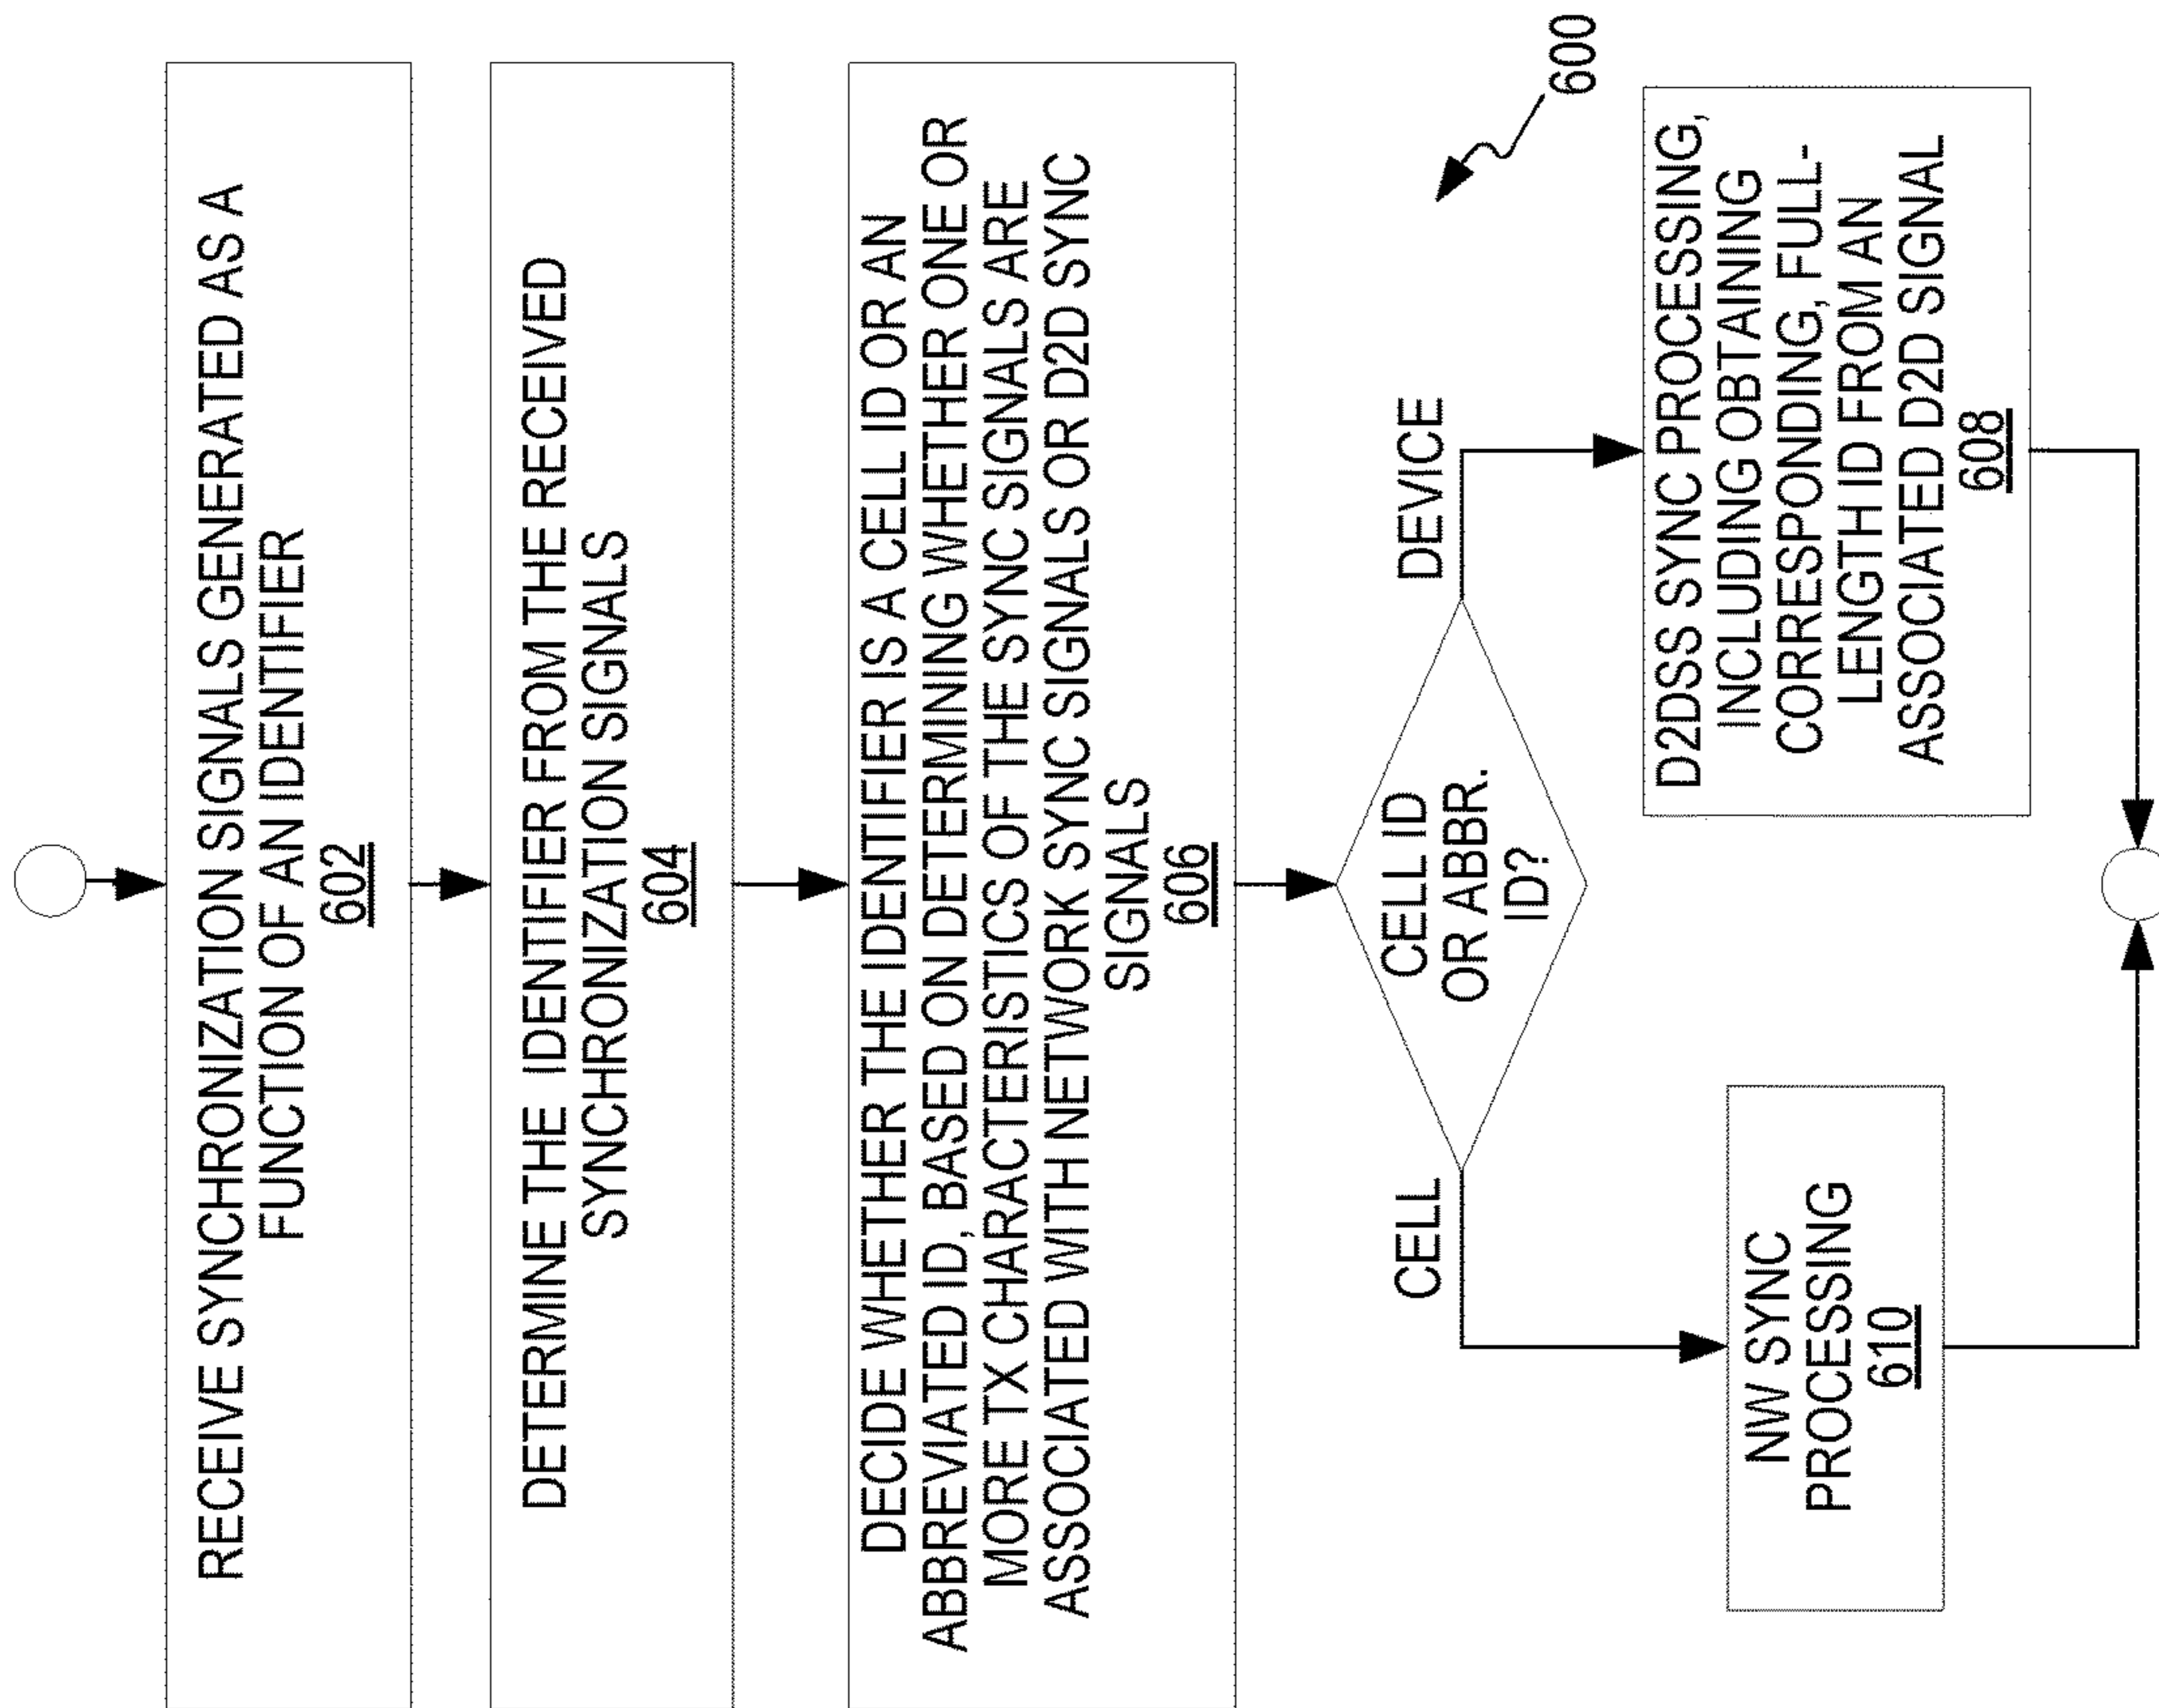 RECEIVE SYNCHRONIZATION SIGNALS GENERATED AS A
FUNCTION OF AN IDENTIFIER
602
DETERMINE THE IDENTIFIER FROM THE RECEIVED
SYNCHRONIZATION SIGNALS
604
DECIDE WHETHER THE IDENTIFIER IS A CELL ID OR AN
ABBREVIATED ID, BASED ON DETERMINING WHETHER ONE OR
MORE TX CHARACTERISTICS OF THE SYNC SIGNALS ARE
ASSOCIATED WITH NETWORK SYNC SIGNALS OR D2D SYNC
SIGNALS
606
CELL ID
OR ABBR.
ID?
CELL
DEVICE
600
NW SYNC
PROCESSING
610
D2DSS SYNC PROCESSING,
INCLUDING OBTAINING
CORRESPONDING, FULL-
LENGTH ID FROM AN
ASSOCIATED D2D SIGNAL
608